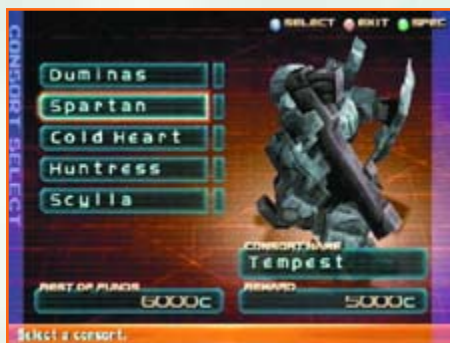 SELECT EXIT SPEC
CONSORT SELECT
Duminas
Spartan
Cold Heart
Huntress
Scylla
CONSORT NAME
Tempest
REST OF FUNDS
6000c
REWARD
5000c
Select a consort.